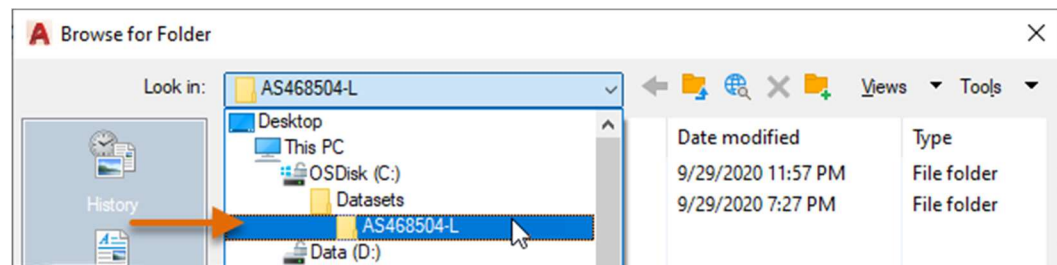 Browse for Folder
Look in: AS468504-L Views Tools
Desktop
This PC
OSDisk (C:)
Datasets
AS468504-L
Data (D:)
History
Date modified Type
9/29/2020 11:57 PM File folder
9/29/2020 7:27 PM File folder